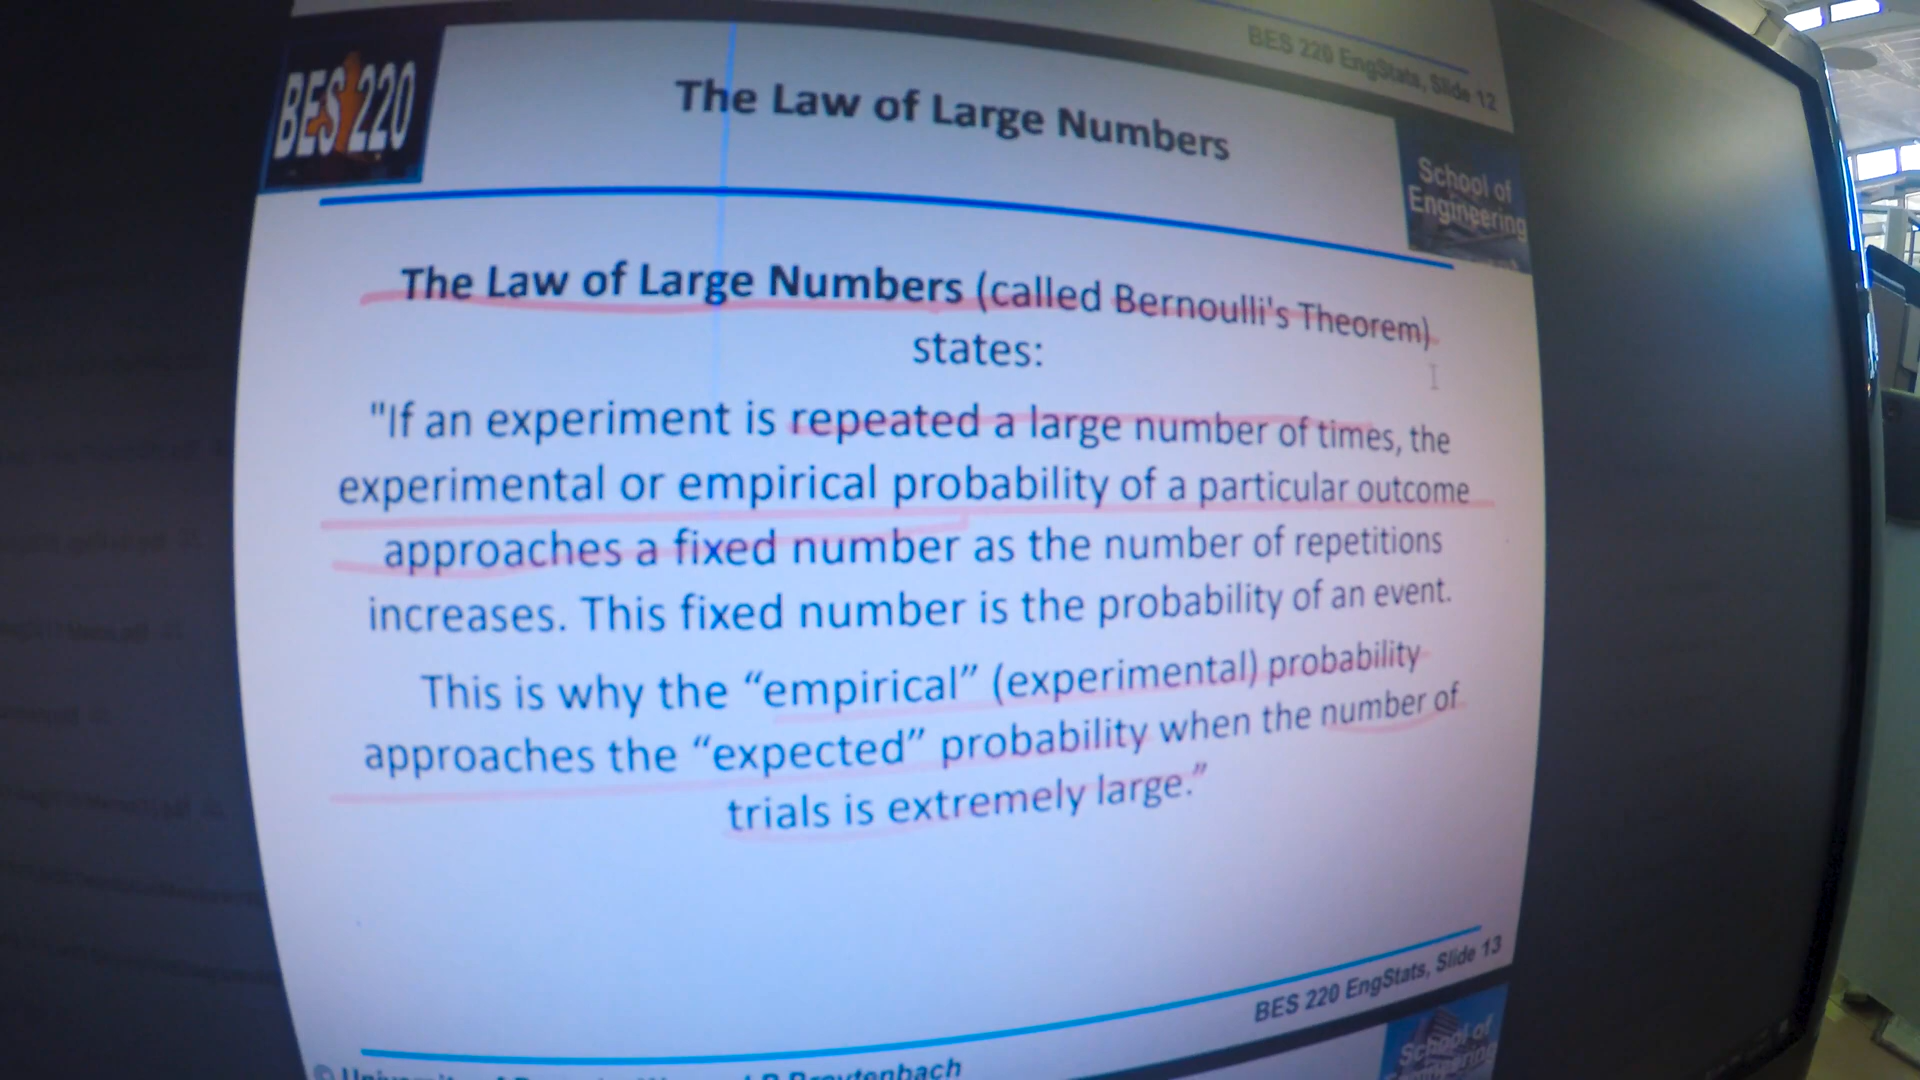 BES 220 EngStats, Slide 12
BES 220
The Law of Large Numbers
School of
Engineering
The Law of Large Numbers (called Bernoulli's Theorem)
states:
"If an experiment is repeated a large number of times, the
experimental or empirical probability of a particular outcome
approaches a fixed number as the number of repetitions
increases. This fixed number is the probability of an event.
This is why the “empirical” (experimental) probability
approaches the “expected” probability when the number of
trials is extremely large.”
BES 220 EngStats, Slide 13
School of